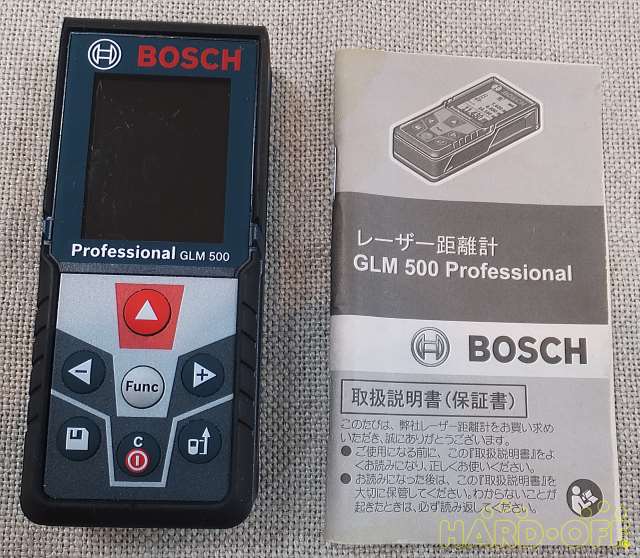 BOSCH
Professional GLM 500
Func
C
レーザー距離計
GLM 500 Professional
BOSCH
取扱説明書(保証書)
このたびは、弊社レーザー距離計をお買い求め
いただき、誠にありがとうございます。
●ご使用になる前に、この『取扱説明書』をよ
くお読みになり、正しくお使いください。
●お読みになった後は、この『取扱説明書』を
大切に保管してください。わからないことが
起きたときは、必ず読み返してください。
HARD-OFF